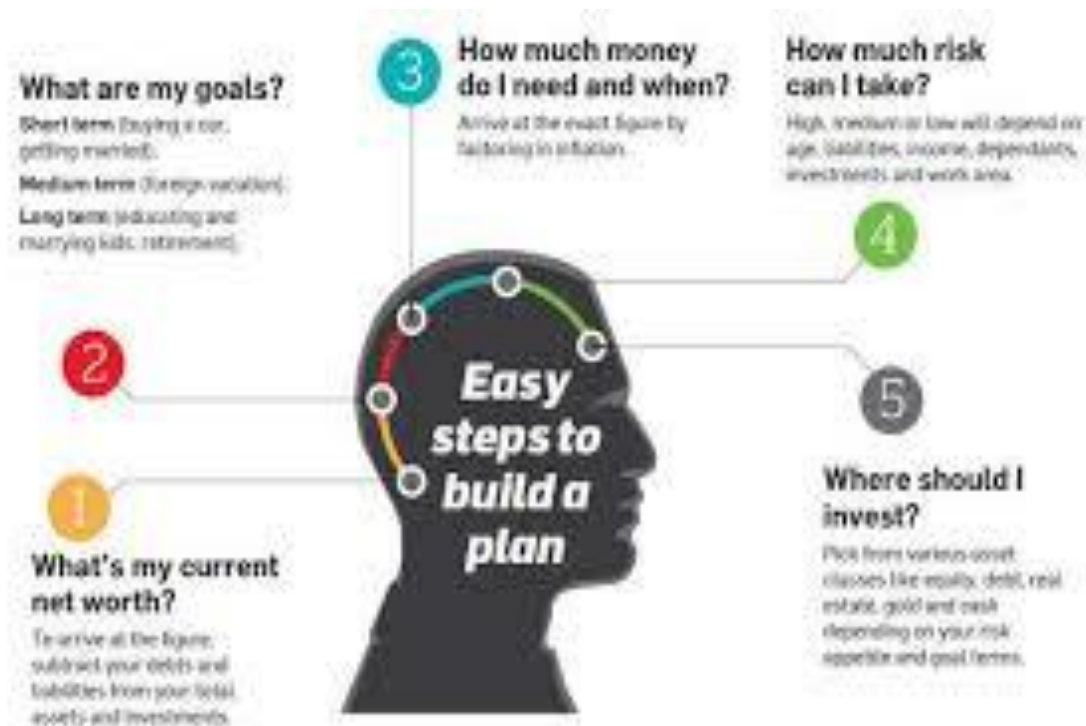 1
What's my current
net worth?
To arrive at the figure,
subtract your debts and
liabilities from your total
assets and investments.
2
What are my goals?
Short term (buying a car,
getting married).
Medium term (foreign vacation).
Long term (educating and
marrying kids, retirement).
3
How much money
do I need and when?
Arrive at the exact figure by
factoring in inflation.
4
How much risk
can I take?
High, medium or low will depend on
age, liabilities, income, dependants,
investments and work area.
5
Where should I
invest?
Pick from various asset
classes like equity, debt, real
estate, gold and cash
depending on your risk
appetite and goal terms.
Easy
steps to
build a
plan